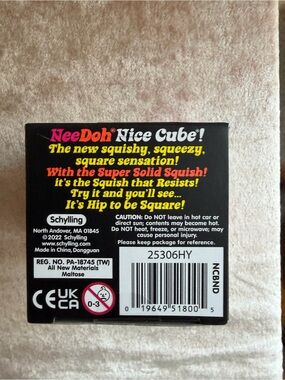 NeeDoh® Nice Cube®!
The new squishy, squeezy,
square sensation!
With the Super Solid Squish!
it's the Squish that Resists!
Try it and you'll see...
It's Hip to be Square!
Schylling
North Andover, MA 01845
©2022 Schylling
www.schylling.com
Made in China, Dongguan
CAUTION: Do NOT leave in hot car or
direct sun; contents may become hot.
Do NOT heat, freeze, or microwave; may
cause personal injury.
Please keep package for reference.
REG. NO. PA-18745 (TW)
All New Materials
Maltose
25306HY
NCBND
CE UK
CA
0-3
0 19649 51800 5